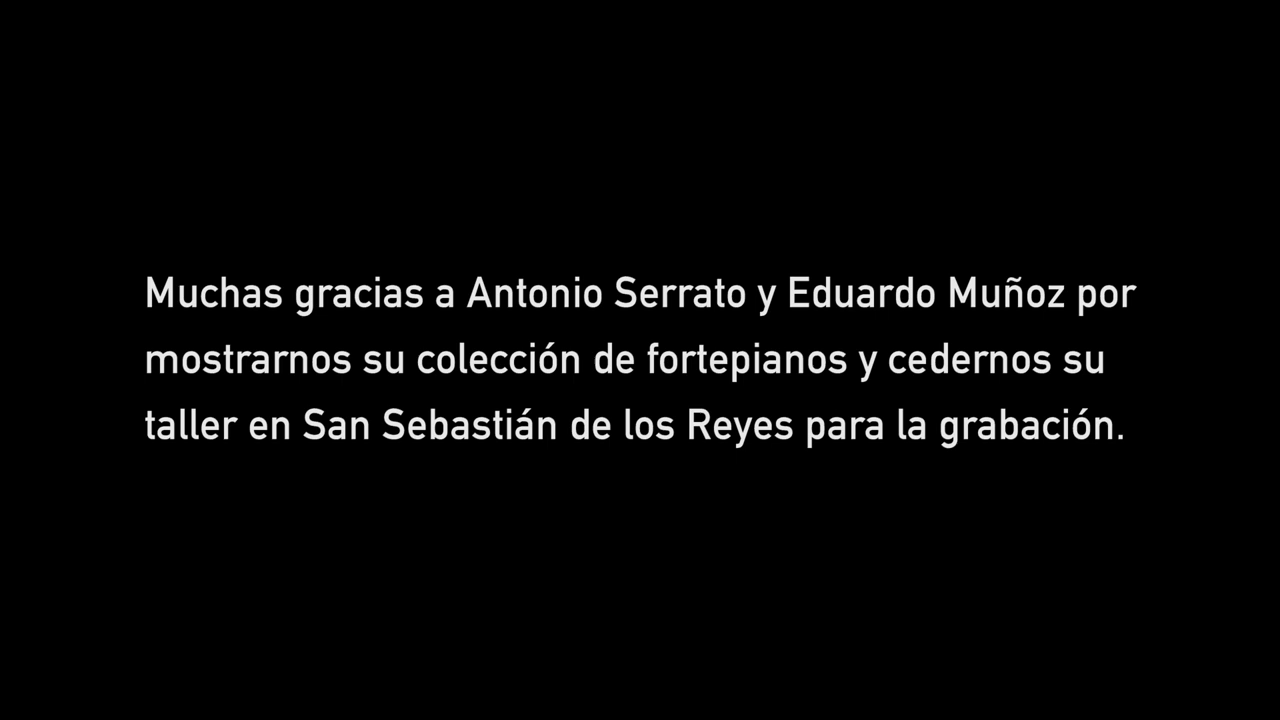 Muchas gracias a Antonio Serrato y Eduardo Muñoz por
mostrarnos su colección de fortepianos y cedernos su
taller en San Sebastián de los Reyes para la grabación.